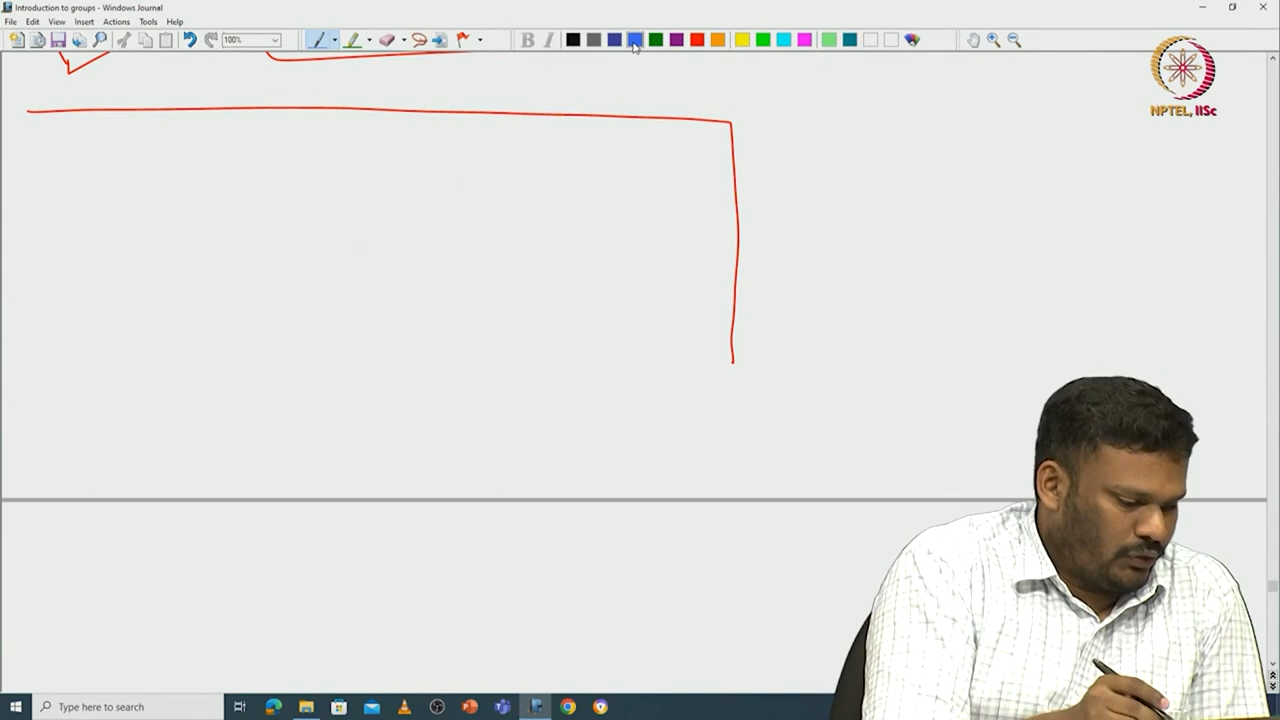 Introduction to groups - Windows Journal
File Edit View Insert Actions Tools Help
100%
B I
NPTEL, IISc
Type here to search